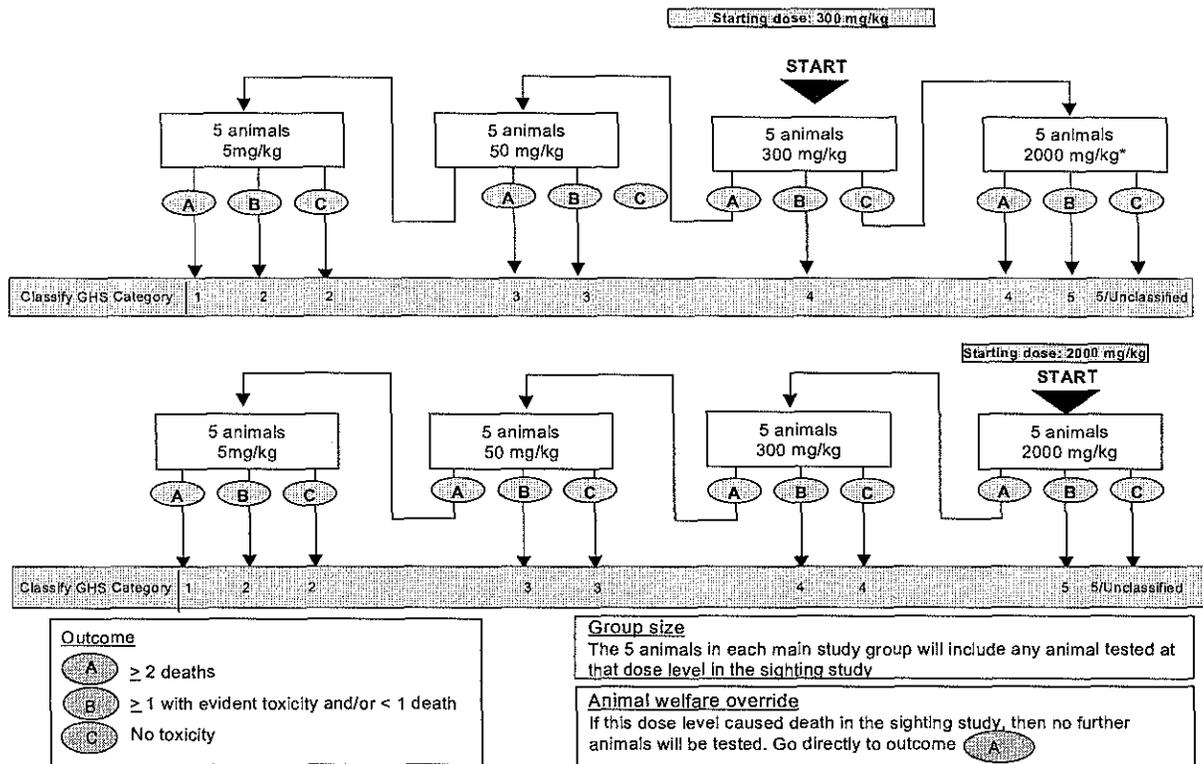 Starting dose: 300 mg/kg
START
5 animals
5mg/kg
5 animals
50 mg/kg
5 animals
300 mg/kg
5 animals
2000 mg/kg*
A B C A B C A B C A B C
Classify GHS Category 1 2 2 3 3 4 4 5 5/Unclassified
Starting dose: 2000 mg/kg
START
5 animals
5mg/kg
5 animals
50 mg/kg
5 animals
300 mg/kg
5 animals
2000 mg/kg
A B C A B C A B C A B C
Classify GHS Category 1 2 2 3 3 4 4 5 5/Unclassified
Outcome
A ≥ 2 deaths
B ≥ 1 with evident toxicity and/or < 1 death
C No toxicity
Group size
The 5 animals in each main study group will include any animal tested at
that dose level in the sighting study
Animal welfare override
If this dose level caused death in the sighting study, then no further
animals will be tested. Go directly to outcome A